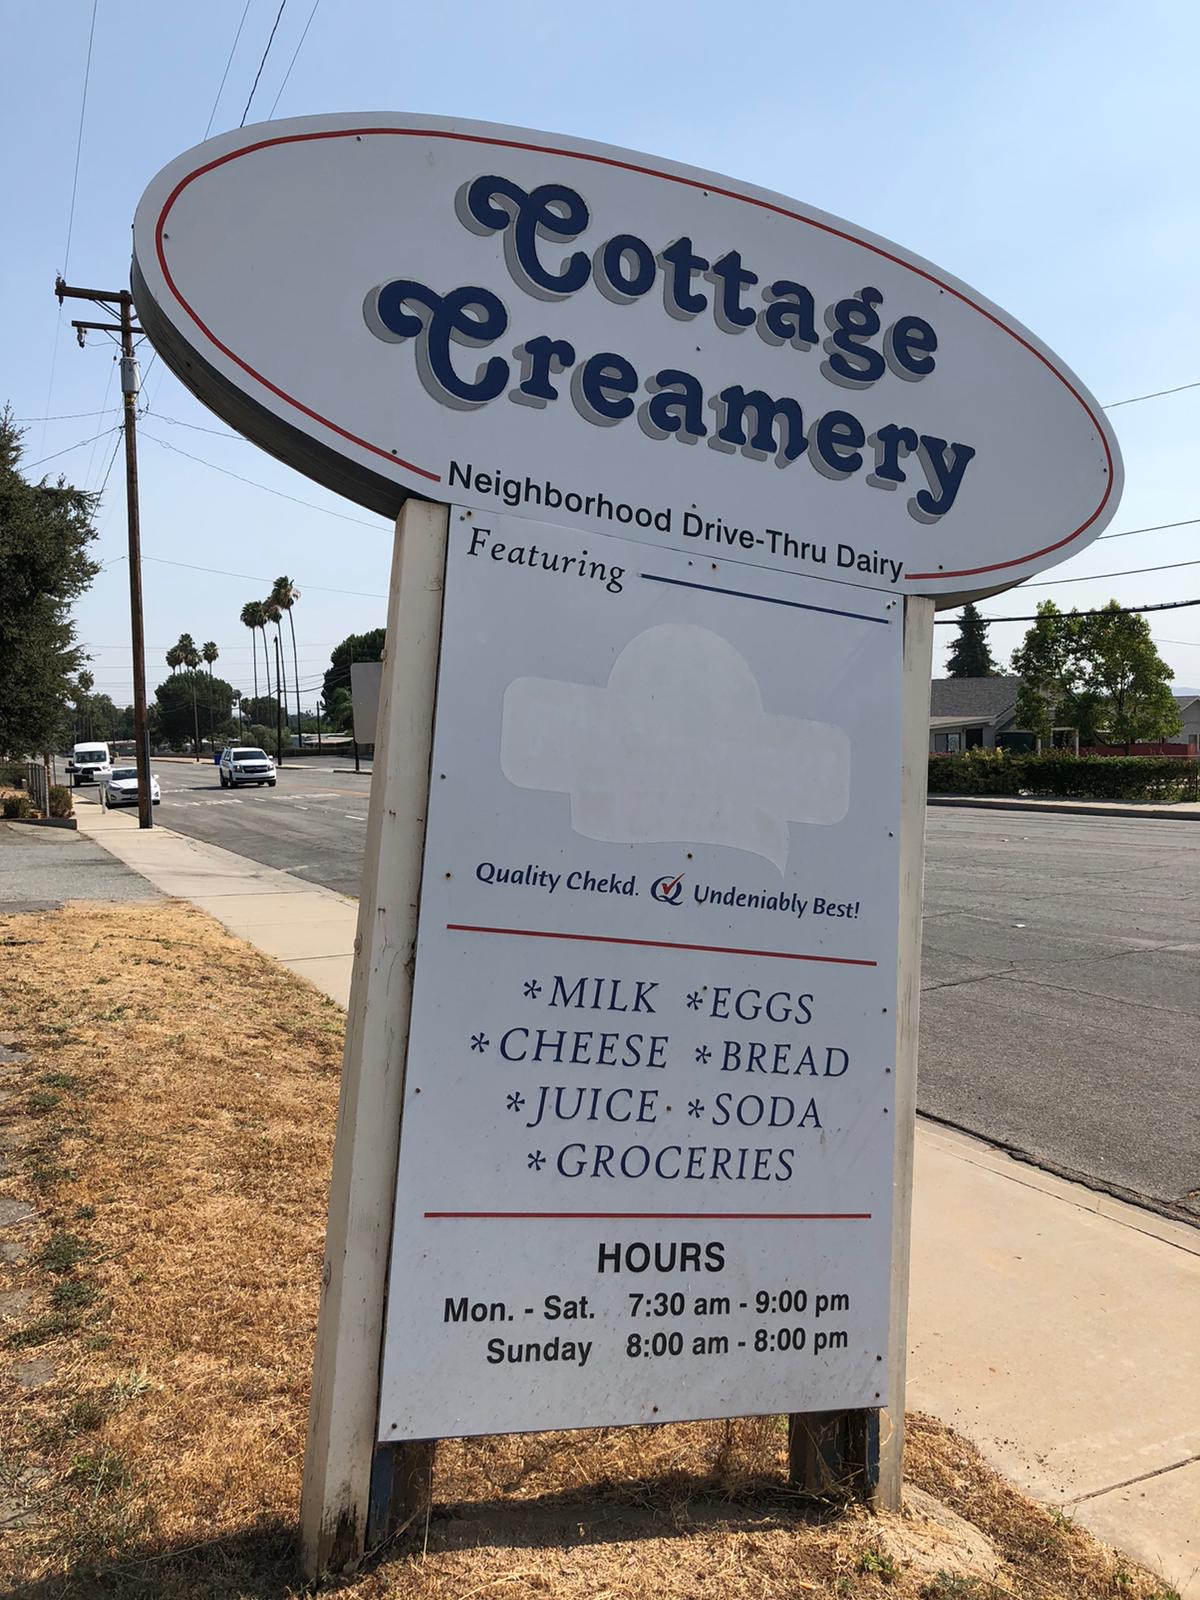 Cottage
Creamery
Neighborhood Drive-Thru Dairy
Featuring
Quality Chekd. Q Undeniably Best!
*MILK *EGGS
*CHEESE *BREAD
*JUICE *SODA
*GROCERIES
HOURS
Mon. - Sat. 7:30 am - 9:00 pm
Sunday 8:00 am - 8:00 pm